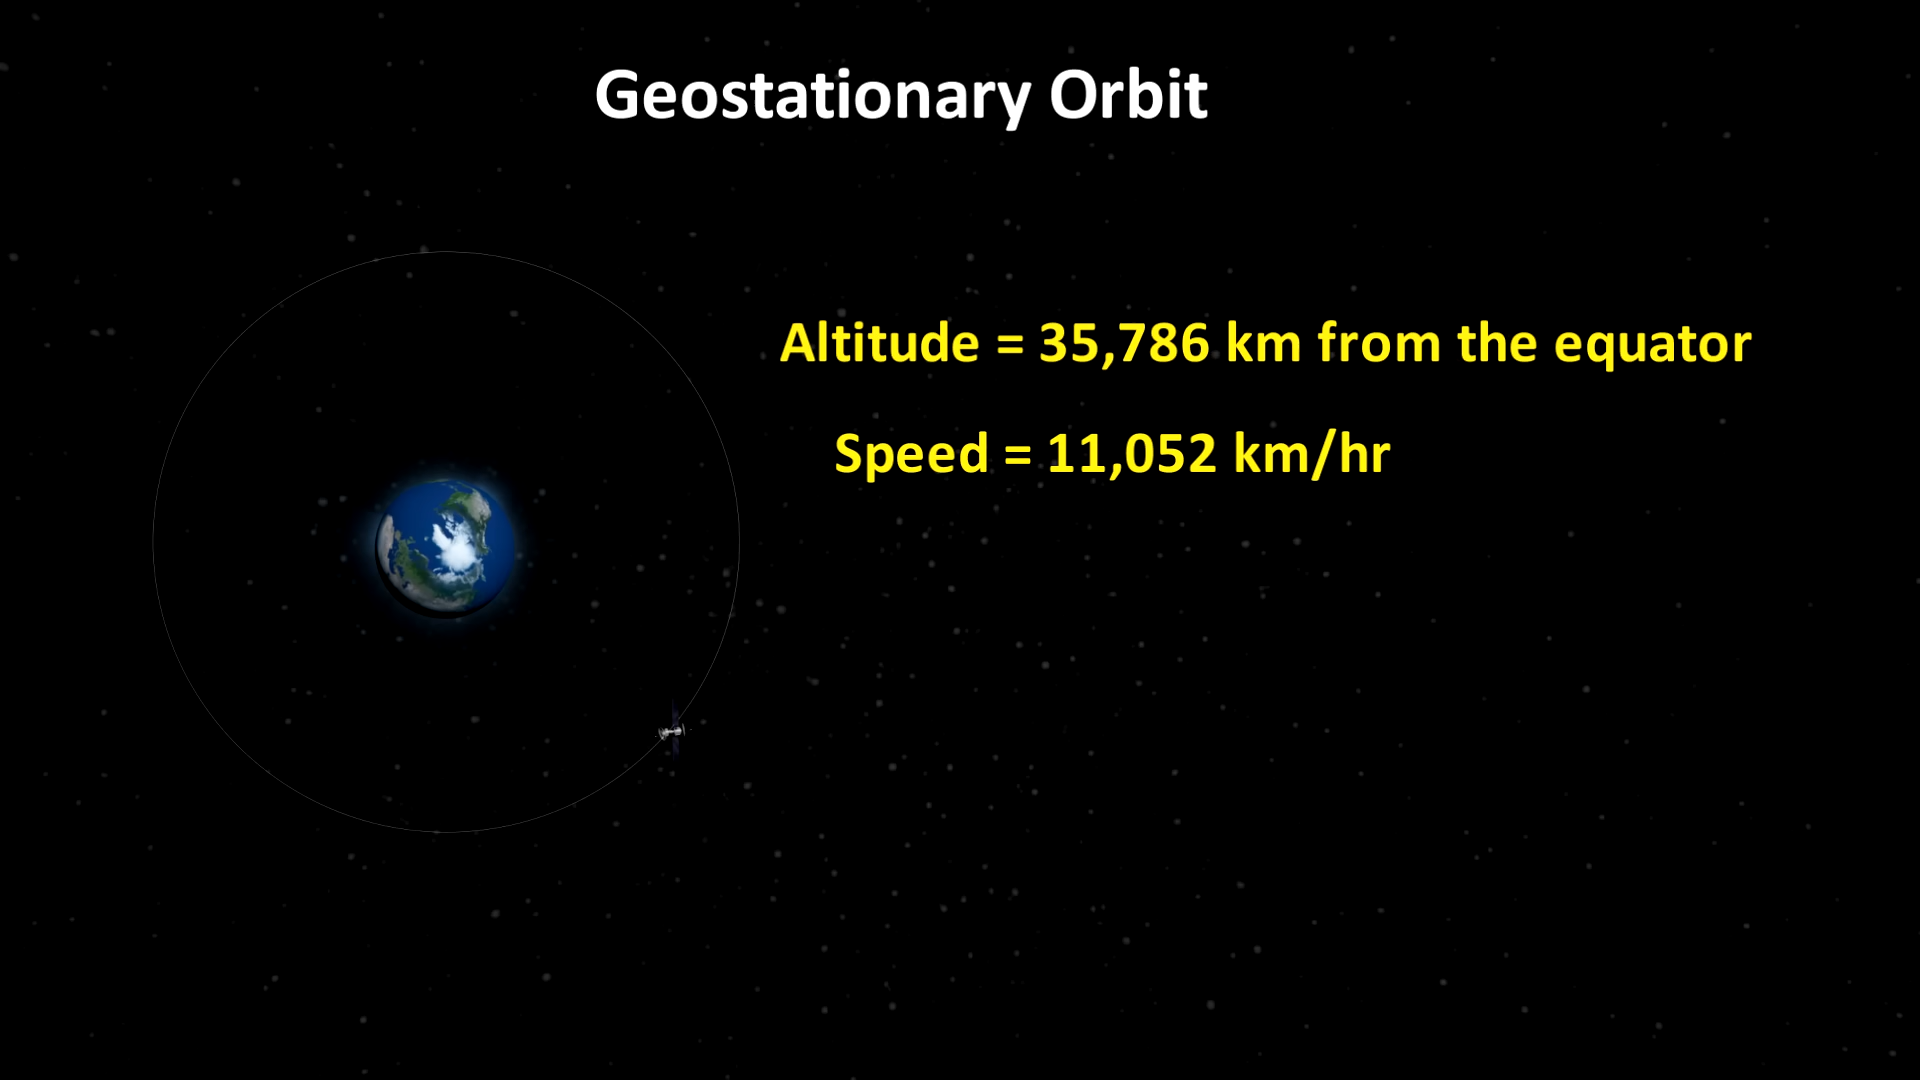 Geostationary Orbit
Altitude = 35,786 km from the equator
Speed = 11,052 km/hr